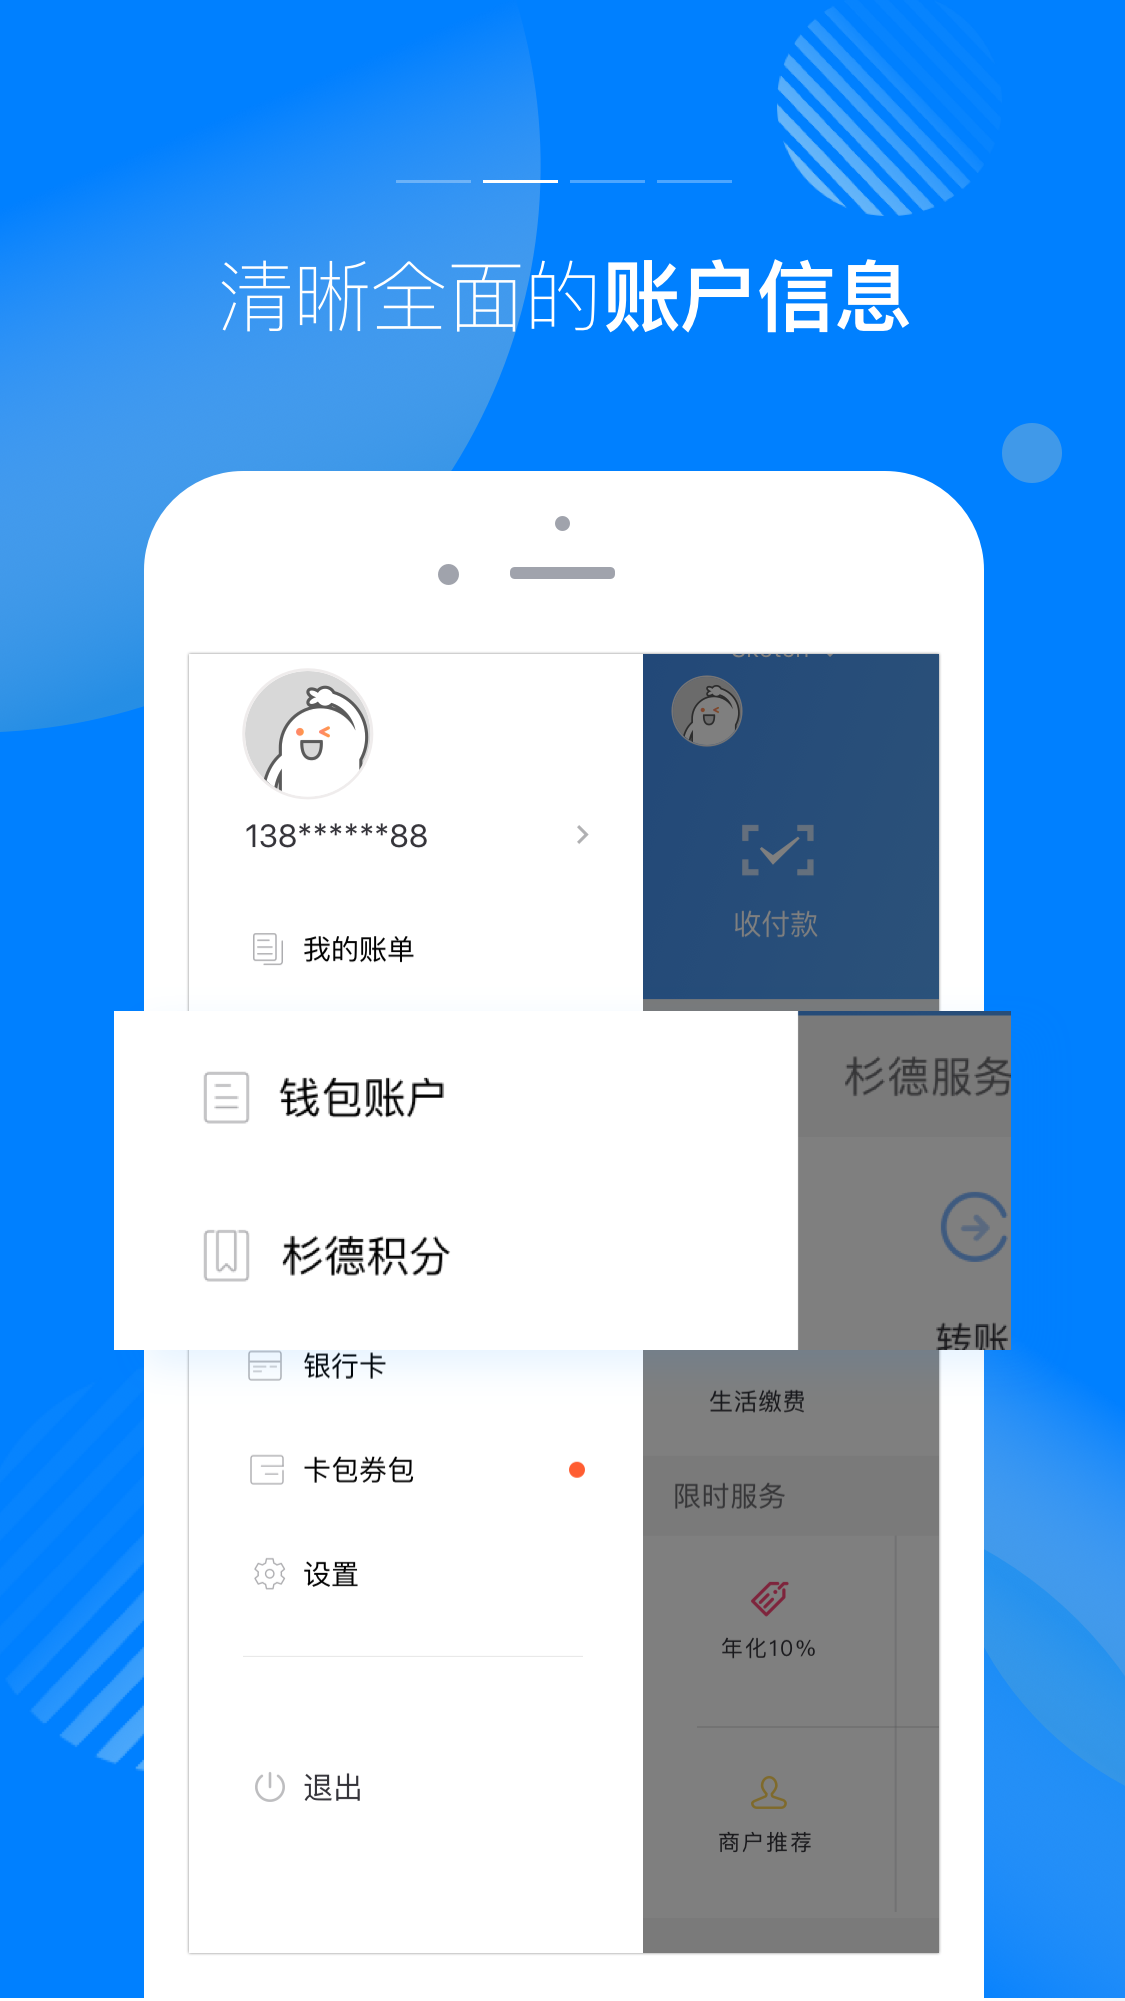 清晰全面的账户信息
138******88
收付款
我的账单
杉德服务
钱包账户
杉德积分
转账
银行卡
生活缴费
卡包券包
限时服务
设置
年化10%
退出
商户推荐